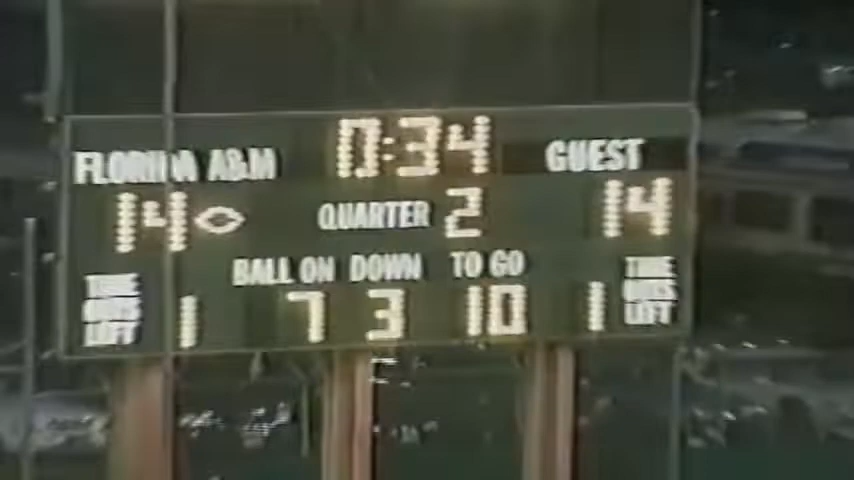 0:34
FLORIDA A&M GUEST
14 QUARTER 2 14
BALL ON DOWN TO GO
TIME OUTS LEFT 1 7 3 10 1 TIME OUTS LEFT